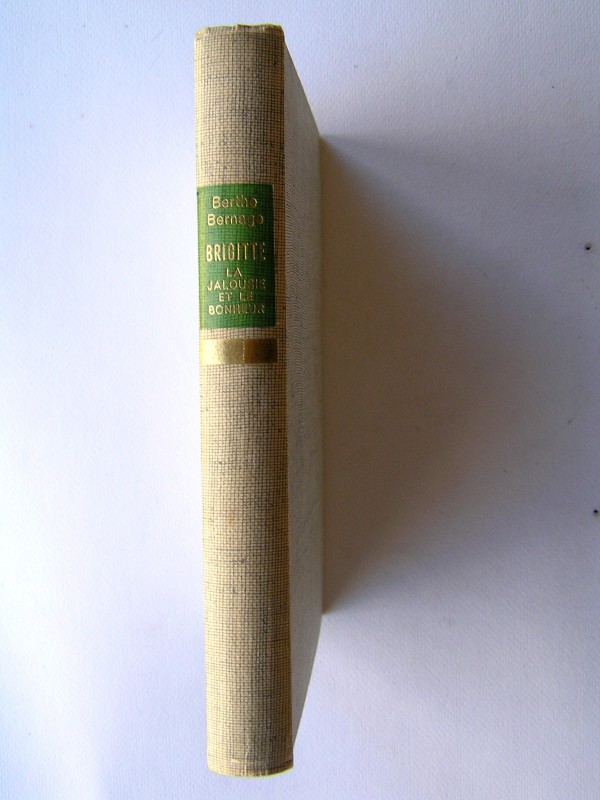 Berthe
Bernage
BRIGITTE
LA
JALOUSIE
ET LE
BONHEUR